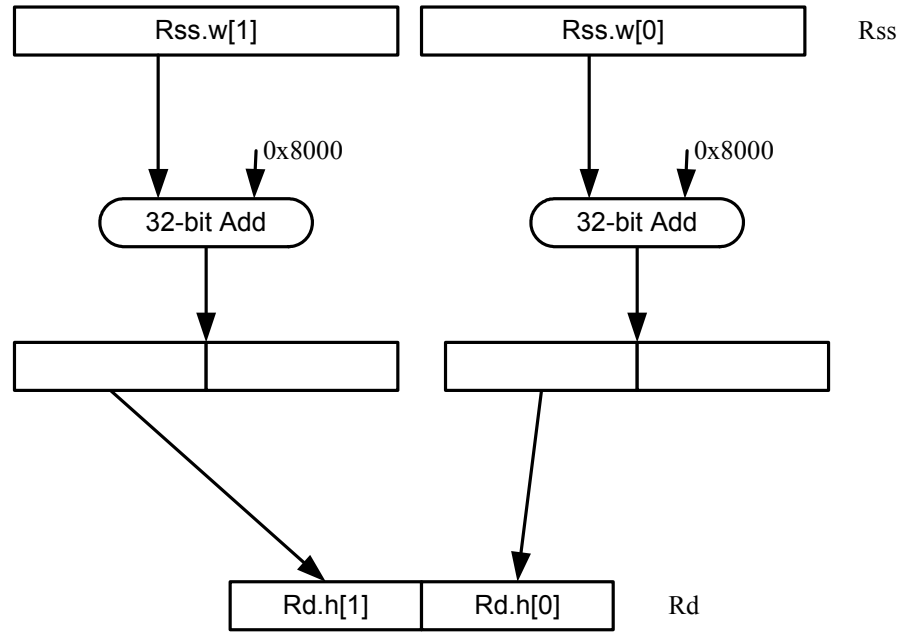 Rss.w[1] Rss.w[0] Rss
0x8000 0x8000
32-bit Add 32-bit Add
Rd.h[1] Rd.h[0] Rd